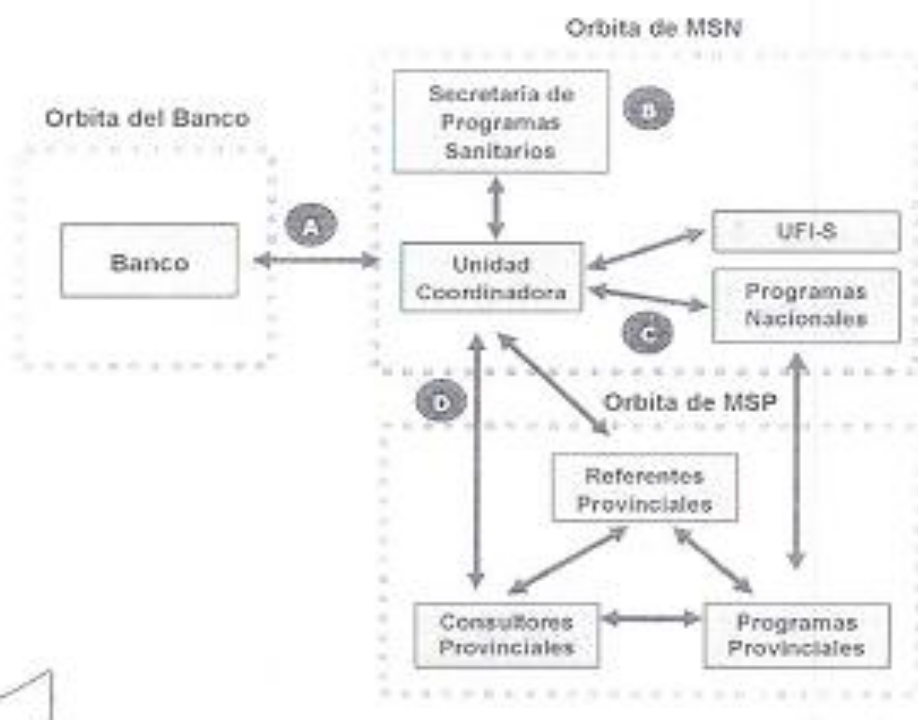 Orbita de MSN
Orbita del Banco
Secretaria de
Programas
Sanitarios
B
A
Banco
Unidad
Coordinadora
UFI-S
Programas
Nacionales
C
D
Orbita de MSP
Referentes
Provinciales
Consultores
Provinciales
Programas
Provinciales